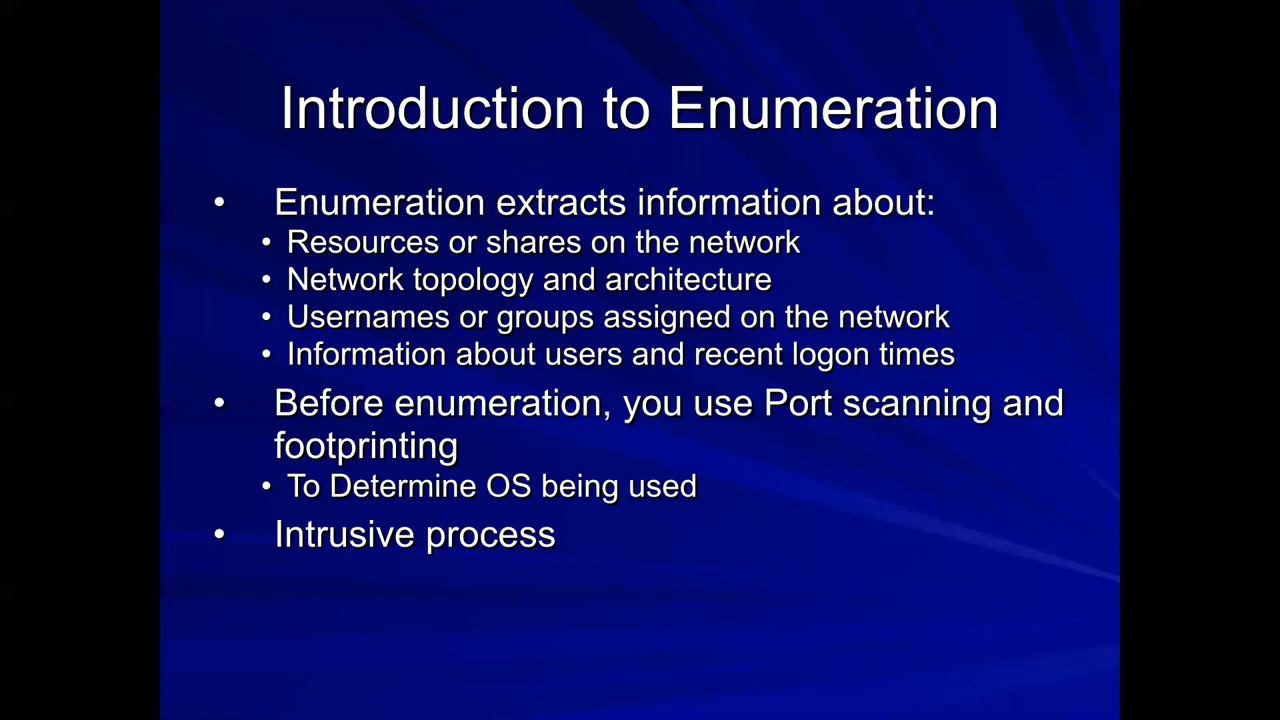 Introduction to Enumeration
• Enumeration extracts information about:
• Resources or shares on the network
• Network topology and architecture
• Usernames or groups assigned on the network
• Information about users and recent logon times
• Before enumeration, you use Port scanning and
footprinting
• To Determine OS being used
• Intrusive process